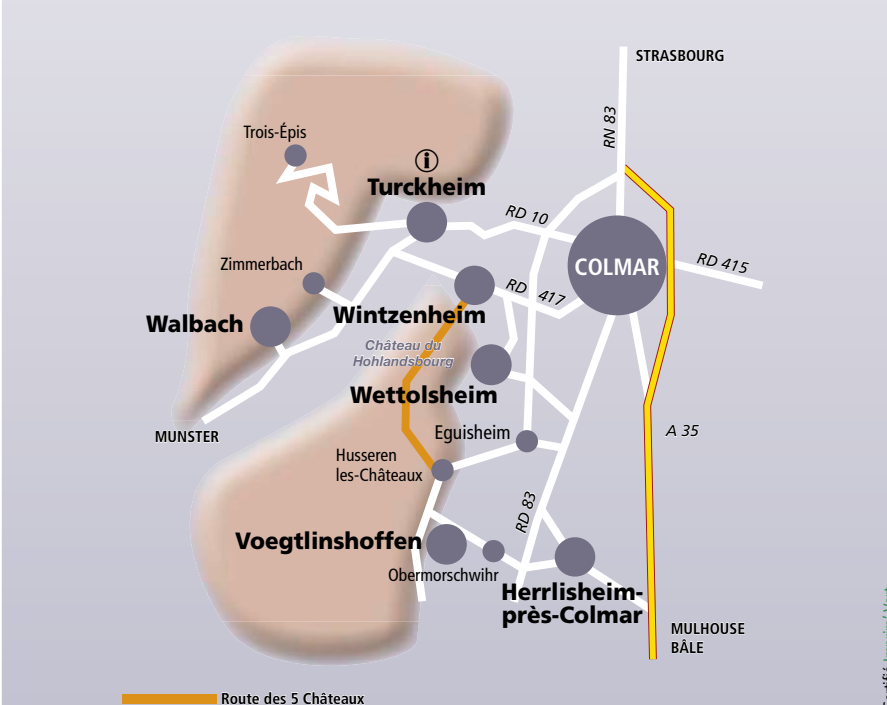 STRASBOURG
RN 83
Trois-Épis
i
Turckheim
RD 10
COLMAR
RD 415
Zimmerbach
RD 417
Walbach
Wintzenheim
Château du
Hohlandsbourg
Wettolsheim
MUNSTER
Eguisheim
A 35
Husseren
les-Châteaux
RD 83
Voegtlinshoffen
Obermorschwihr
Herrlisheim-
près-Colmar
MULHOUSE
BÂLE
Route des 5 Châteaux